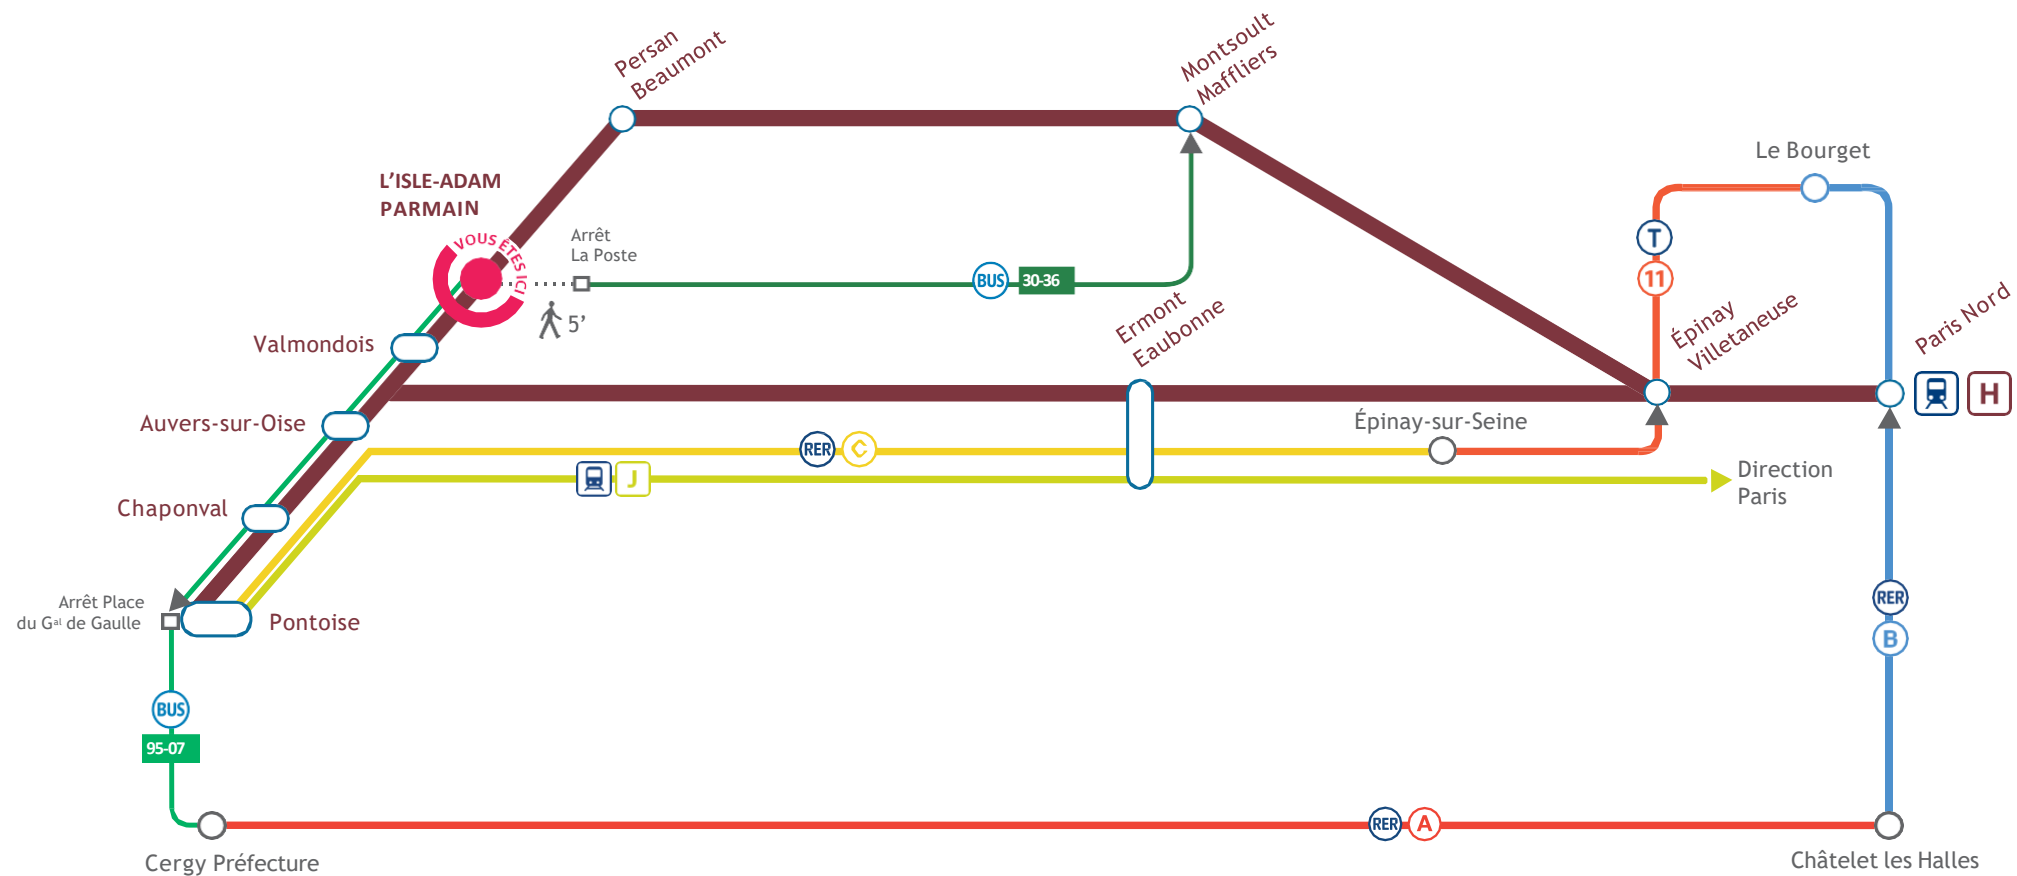 Persan
Beaumont
Montsoult
Maffliers
Le Bourget
L'ISLE-ADAM
PARMAIN
VOUS ÊTES ICI
Arrêt
La Poste
5'
BUS
30-36
T
11
Ermont
Eaubonne
Épinay
Villetaneuse
Paris Nord
H
Valmondois
Auvers-sur-Oise
Épinay-sur-Seine
RER
C
J
Direction
Paris
Chaponval
Arrêt Place
du Gal de Gaulle
Pontoise
RER
B
BUS
95-07
RER
A
Cergy Préfecture
Châtelet les Halles